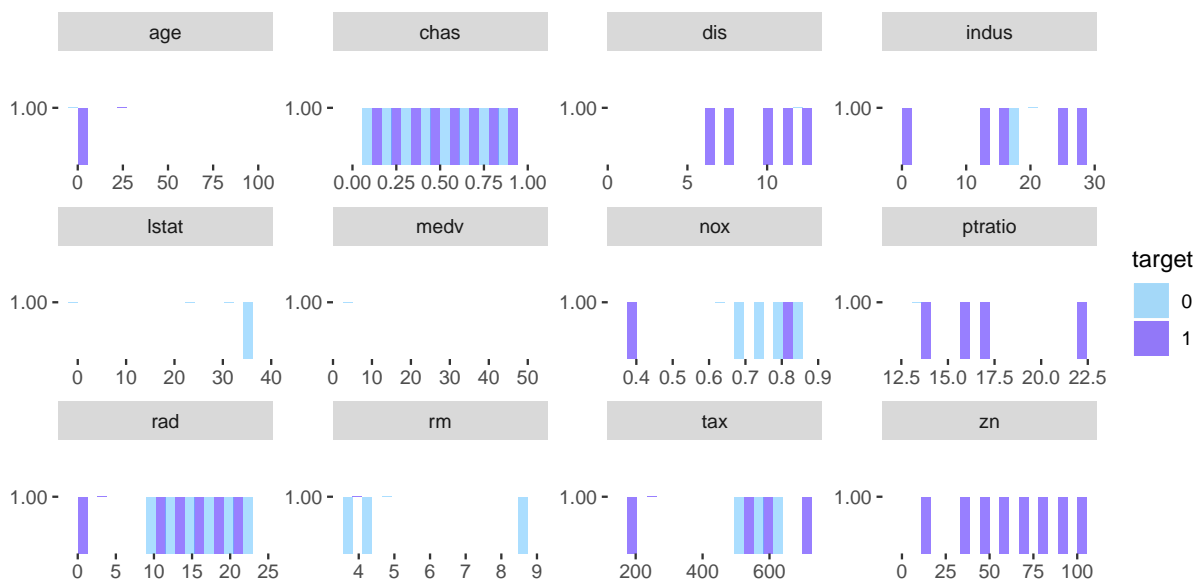 age chas dis indus
1.00 1.00 1.00 1.00
0 25 50 75 100 0.00 0.25 0.50 0.75 1.00 0 5 10 0 10 20 30
lstat medv nox ptratio
1.00 1.00 1.00 1.00
0 10 20 30 40 0 10 20 30 40 50 0.4 0.5 0.6 0.7 0.8 0.9 12.5 15.0 17.5 20.0 22.5
target
0
1
rad rm tax zn
1.00 1.00 1.00 1.00
0 5 10 15 20 25 4 5 6 7 8 9 200 400 600 0 25 50 75 100